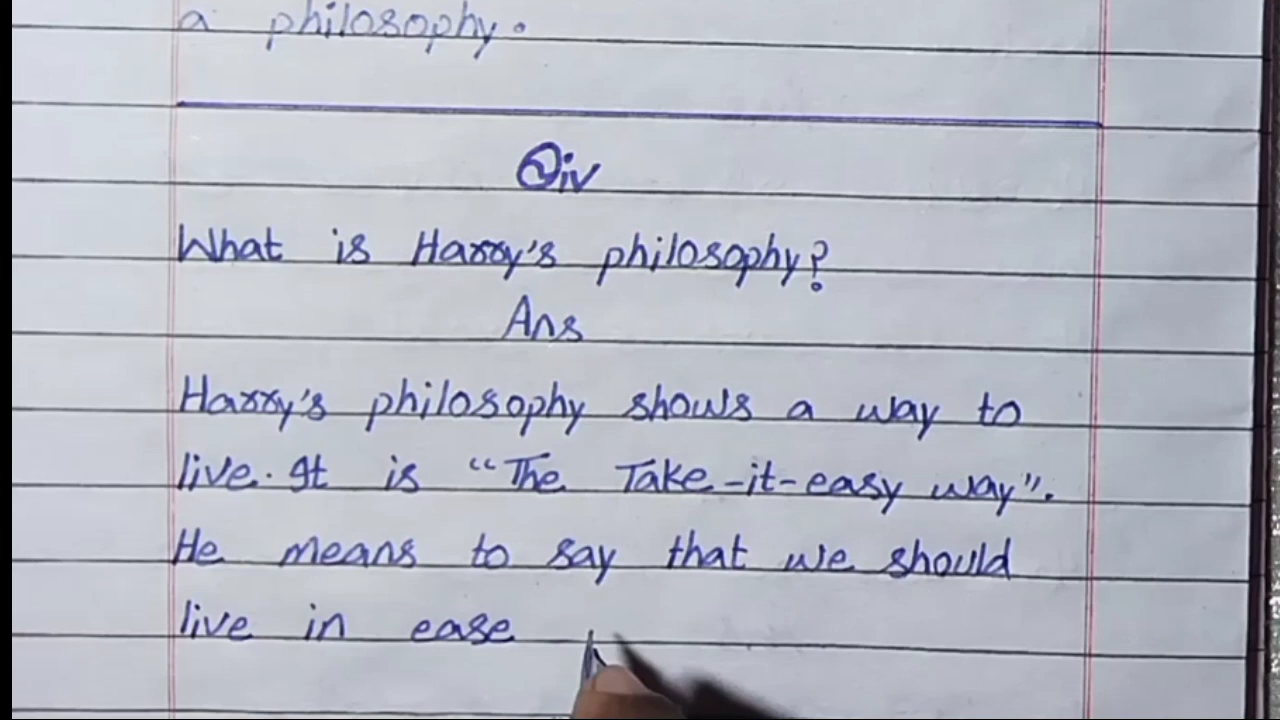 a philosophy.
Qiv
What is Harry's philosophy?
Ans
Harry's philosophy shows a way to
live. It is "The Take-it-easy way".
He means to say that we should
live in ease